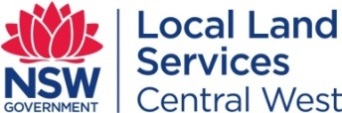 NSW
GOVERNMENT
Local Land
Services
Central West